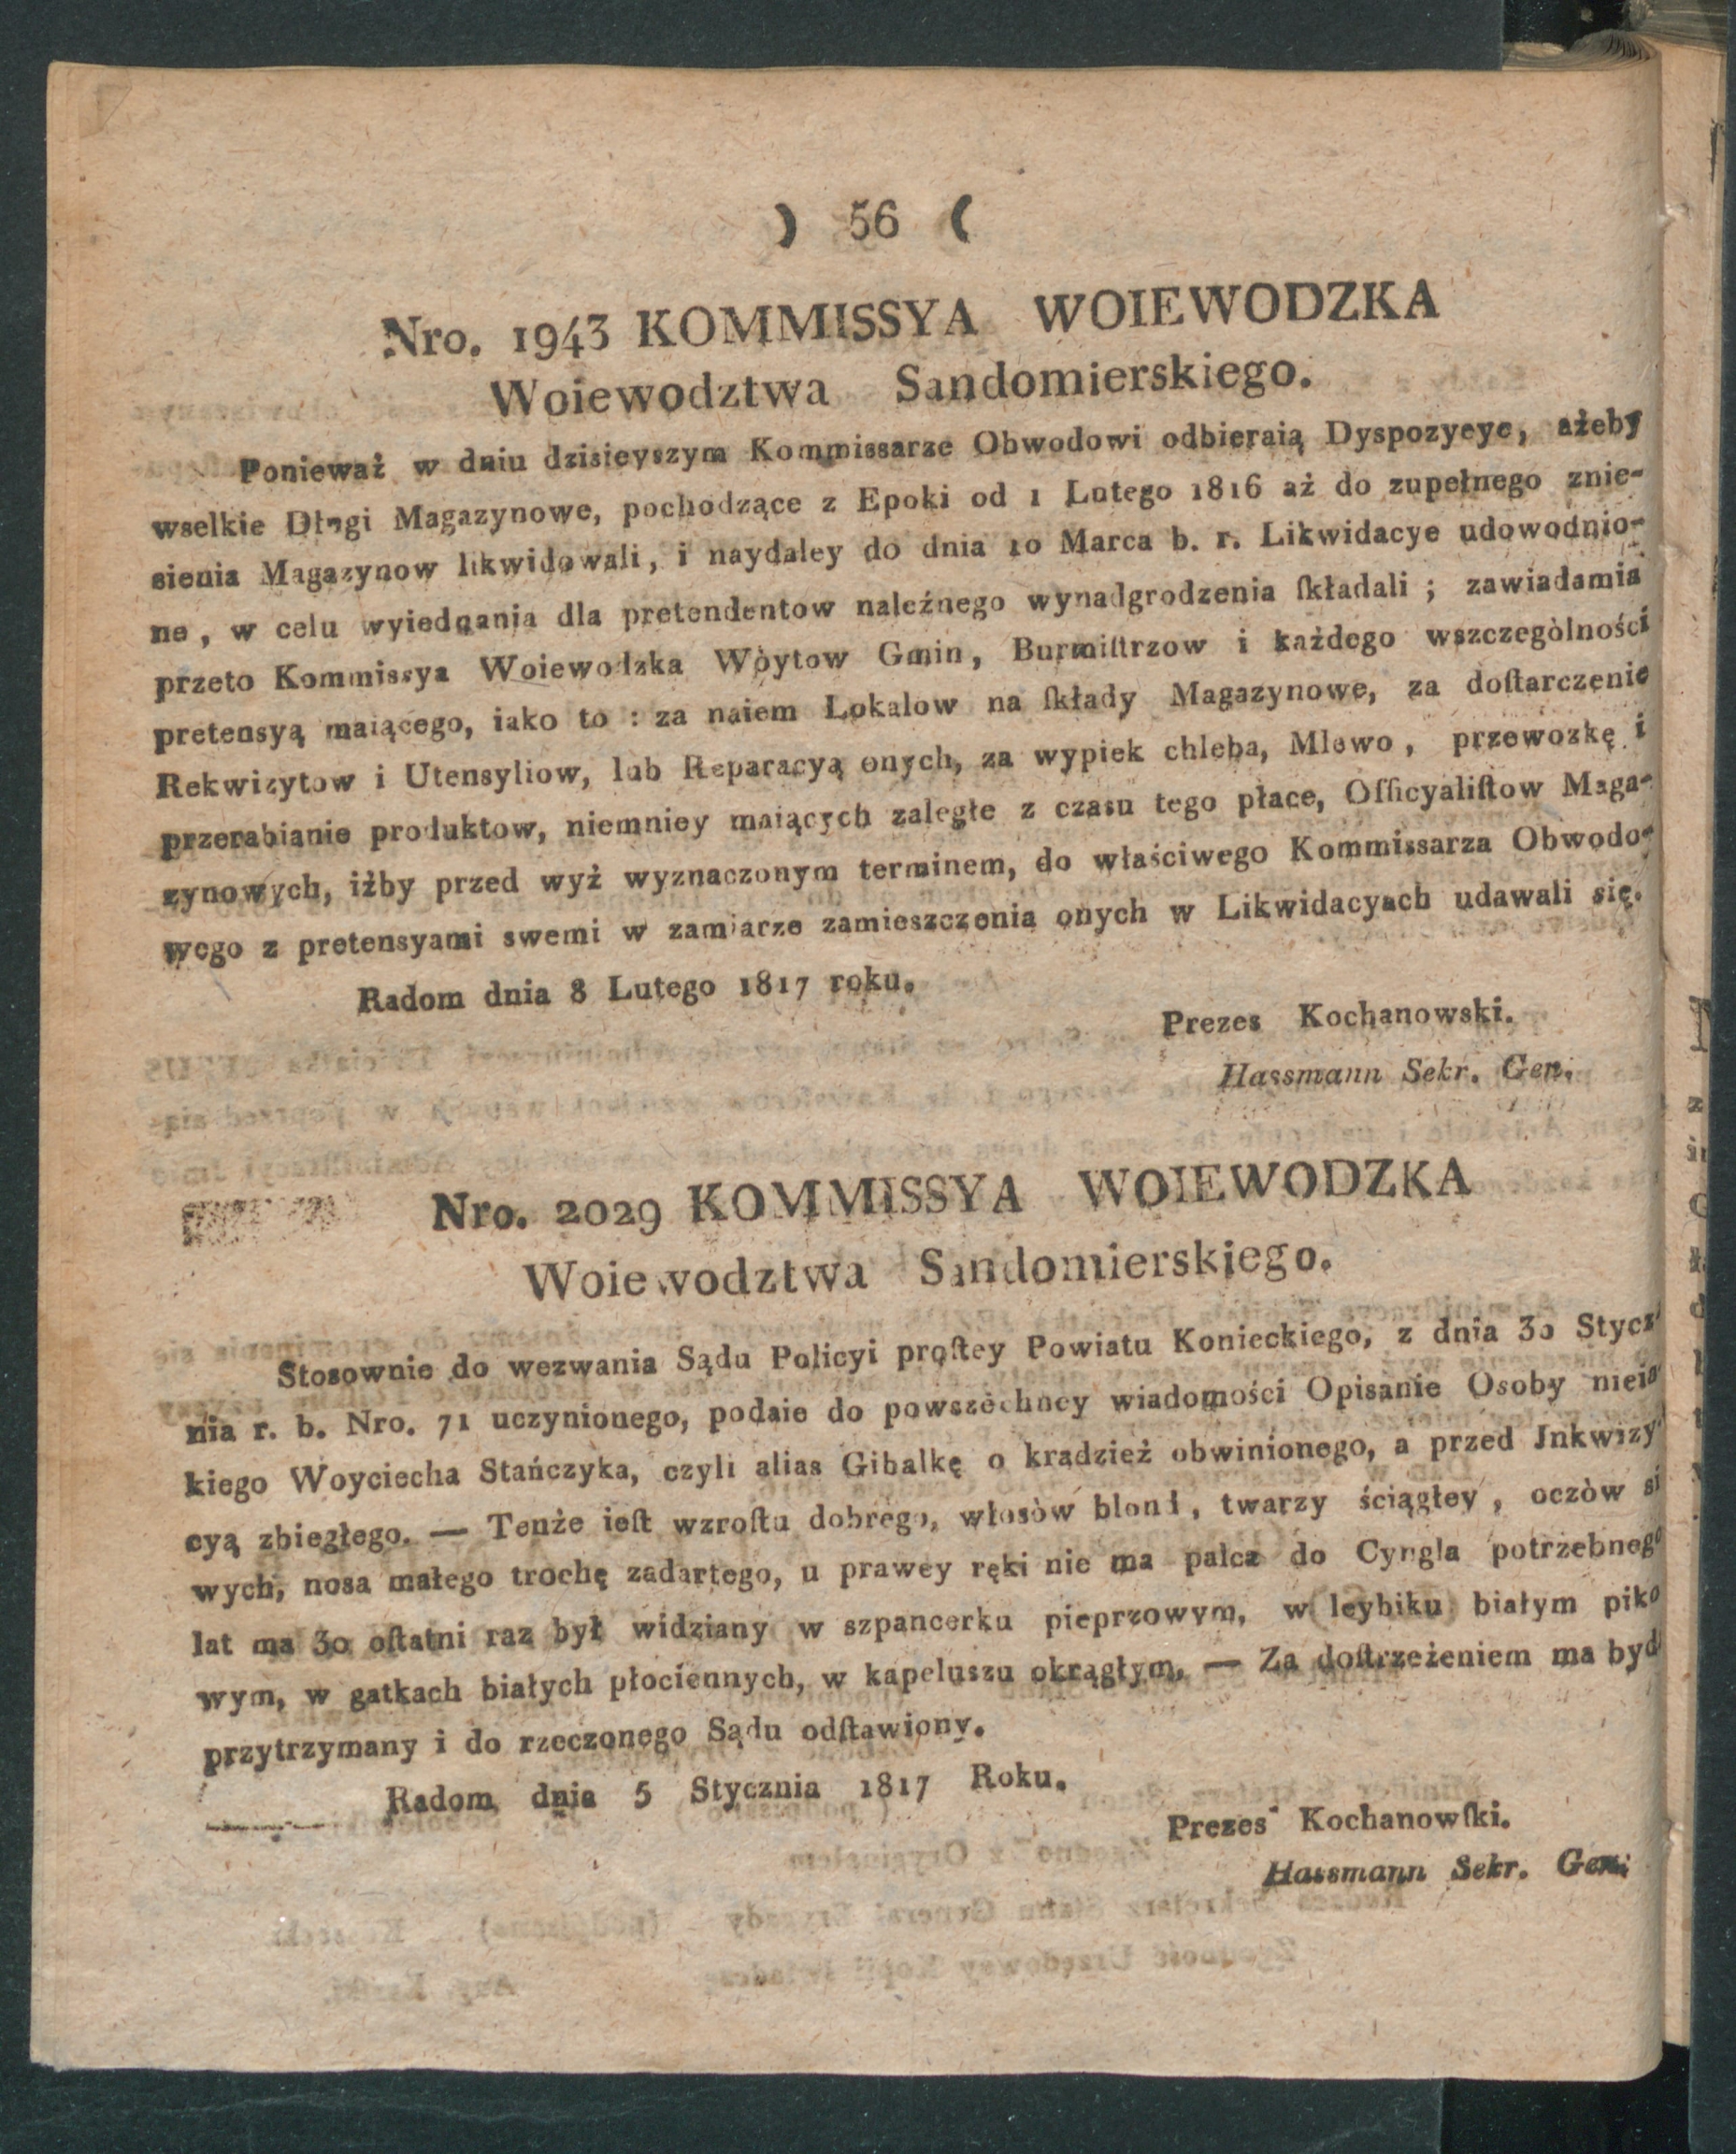 ) 56 (
Nro. 1943 KOMMISSYA WOIEWODZKA
Woiewodztwa Sandomierskiego.
Ponieważ w dniu dzisieyszym Kommissarze Obwodowi odbieraią Dyspozycye, ażeby
wselkie Długi Magazynowe, pochodzące z Epoki od 1 Lutego 1816 aż do zupełnego znie-
sienia Magazynow likwidowali, i naydaley do dnia 10 Marca b. r. Likwidacye udowodnio-
ne, w celu wyiednania dla pretendentow należnego wynadgrodzenia ſkładali; zawiadamia
przeto Kommissya Woiewodzka Wòytow Gmin, Burmiſtrzow i każdego wszczegòlności
pretensyą maiącego, iako to: za naiem Lokalow na ſkłady Magazynowe, za doſtarczenie
Rekwizytow i Utensyliow, lub Reparacyą onych, za wypiek chleba, Mlewo, przewozkę i
przerabianie produktow, niemniey maiących zaległe z czasu tego płace, Officyaliſtow Maga-
zynowych, iżby przed wyż wyznaczonym terminem, do właściwego Kommissarza Obwodo-
wego z pretensyami swemi w zamiarze zamieszczenia onych w Likwidacyach udawali się.
Radom dnia 8 Lutego 1817 roku.
Prezes Kochanowski.
Hassmann Sekr. Gen.
Nro. 2029 KOMMISSYA WOIEWODZKA
Woiewodztwa Sandomierskiego.
Stosownie do wezwania Sądu Policyi proſtey Powiatu Konieckiego, z dnia 30 Stycz
nia r. b. Nro. 71 uczynionego, podaie do powszechney wiadomości Opisanie Osoby nieia
kiego Woyciecha Stańczyka, czyli alias Gibalkę o kradzież obwinionego, a przed Jnkwizy
cyą zbiegłego. — Tenże ieſt wzroſtu dobrego, włosòw blond, twarzy ściągłey, oczòw si
wych, nosa małego trochę zadartego, u prawey ręki nie ma palca do Cyngla potrzebnego
lat ma 30 oſtatni raz był widziany w szpancerku pieprzowym, w leybiku białym piko
wym, w gatkach białych płociennych, w kapeluszu okrągłym. — Za doſtrzeżeniem ma byd
przytrzymany i do rzeczonego Sądu odſtawiony.
Radom dnia 5 Stycznia 1817 Roku.
Prezes Kochanowſki.
Hassmann Sekr. Gen.